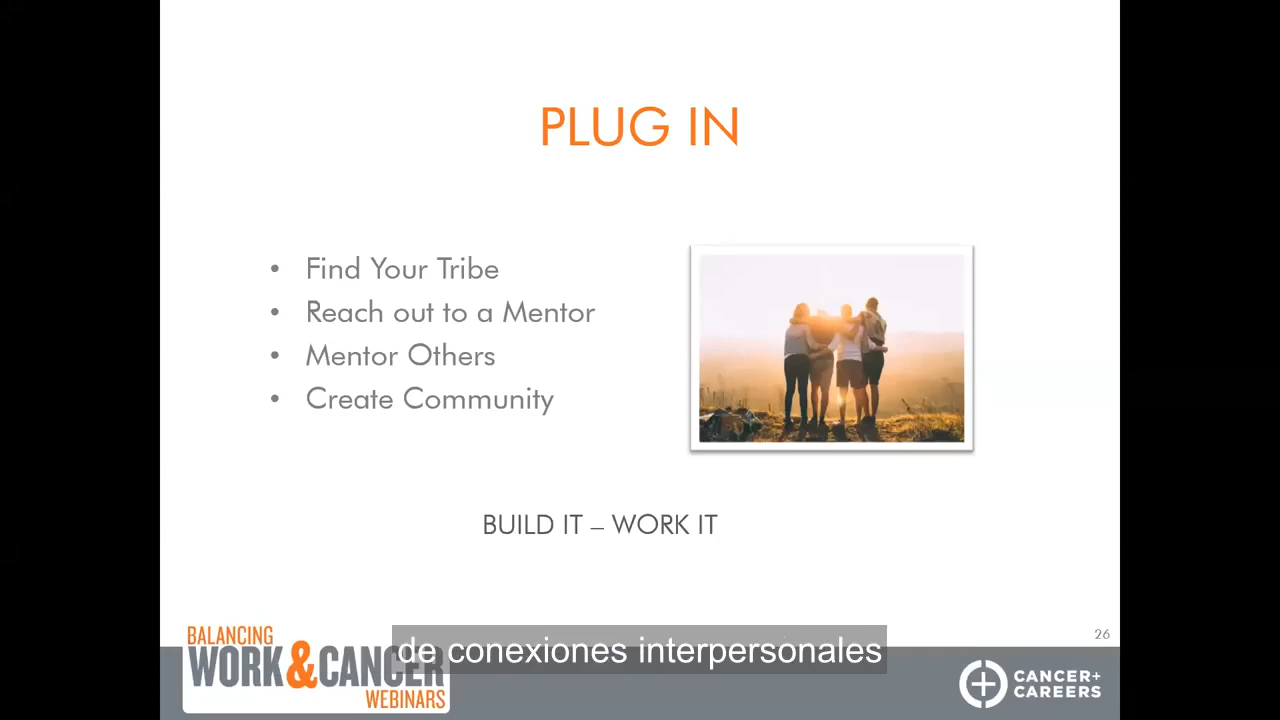 PLUG IN
• Find Your Tribe
• Reach out to a Mentor
• Mentor Others
• Create Community
BUILD IT – WORK IT
26
BALANCING
WORK & CANCER
WEBINARS
de conexiones interpersonales
CANCER+
CAREERS